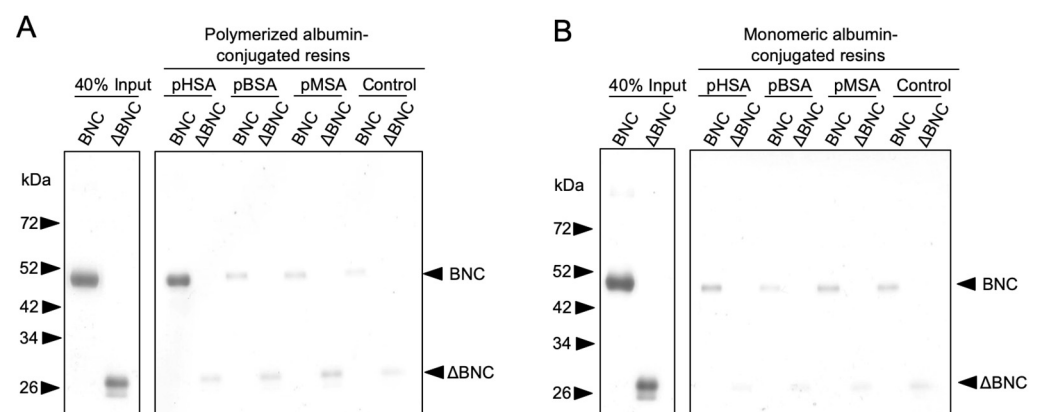 A
Polymerized albumin-
conjugated resins
40% Input
pHSA
pBSA
pMSA
Control
BNC
ΔBNC
BNC
ΔBNC
BNC
ΔBNC
BNC
ΔBNC
BNC
ΔBNC
kDa
72
52
42
34
26
BNC
ΔBNC
B
Monomeric albumin-
conjugated resins
40% Input
pHSA
pBSA
pMSA
Control
BNC
ΔBNC
BNC
ΔBNC
BNC
ΔBNC
BNC
ΔBNC
BNC
ΔBNC
kDa
72
52
42
34
26
BNC
ΔBNC